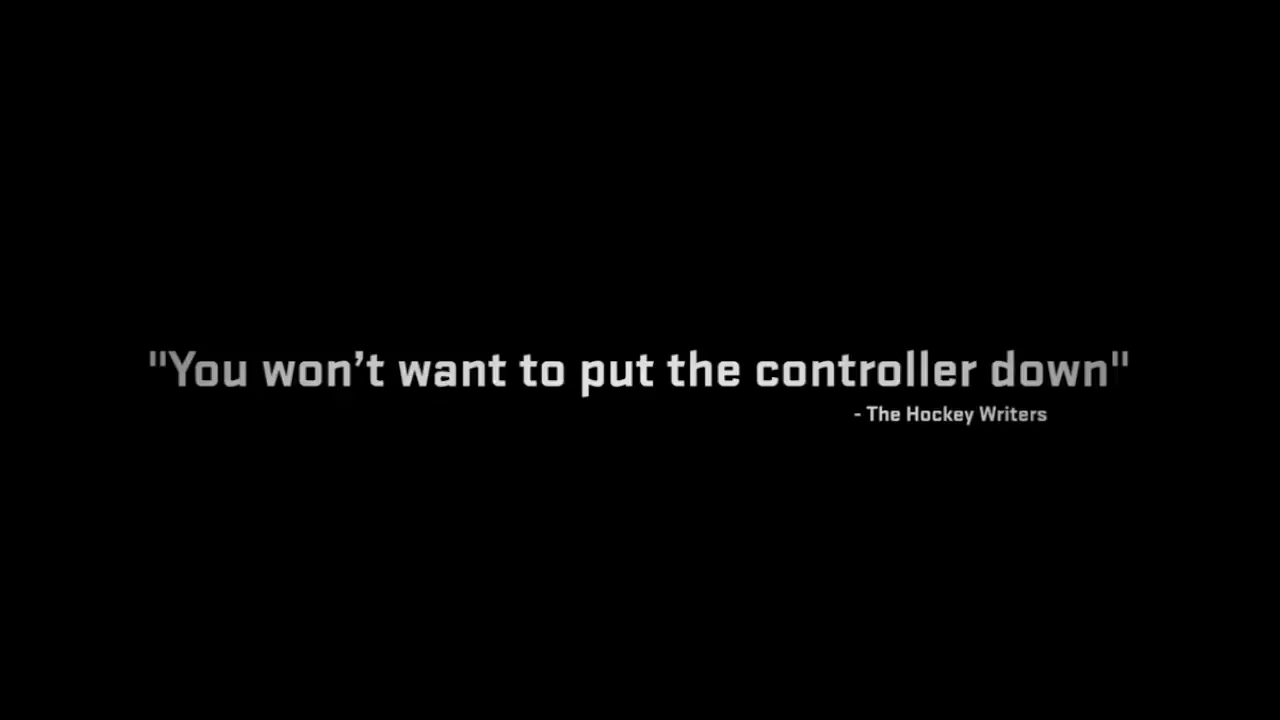 "You won’t want to put the controller down"
- The Hockey Writers